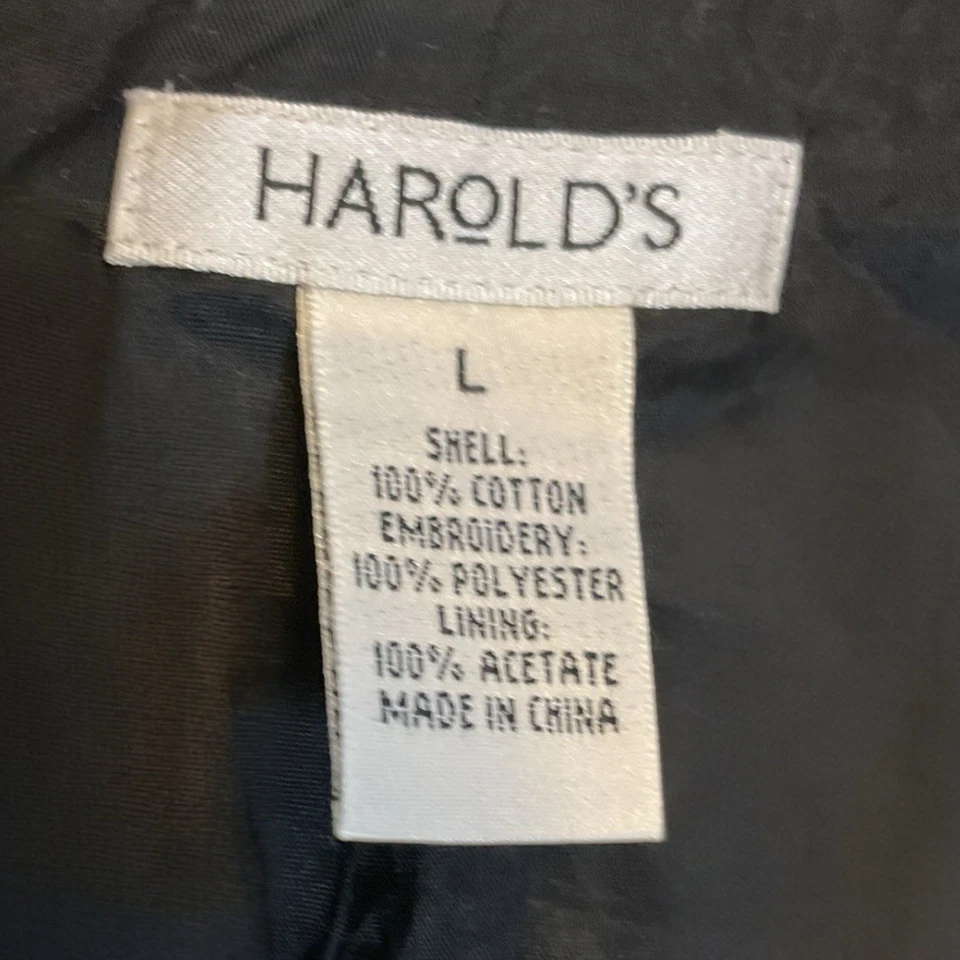 HAROLD'S
L
SHELL:
100% COTTON
EMBROIDERY:
100% POLYESTER
LINING:
100% ACETATE
MADE IN CHINA